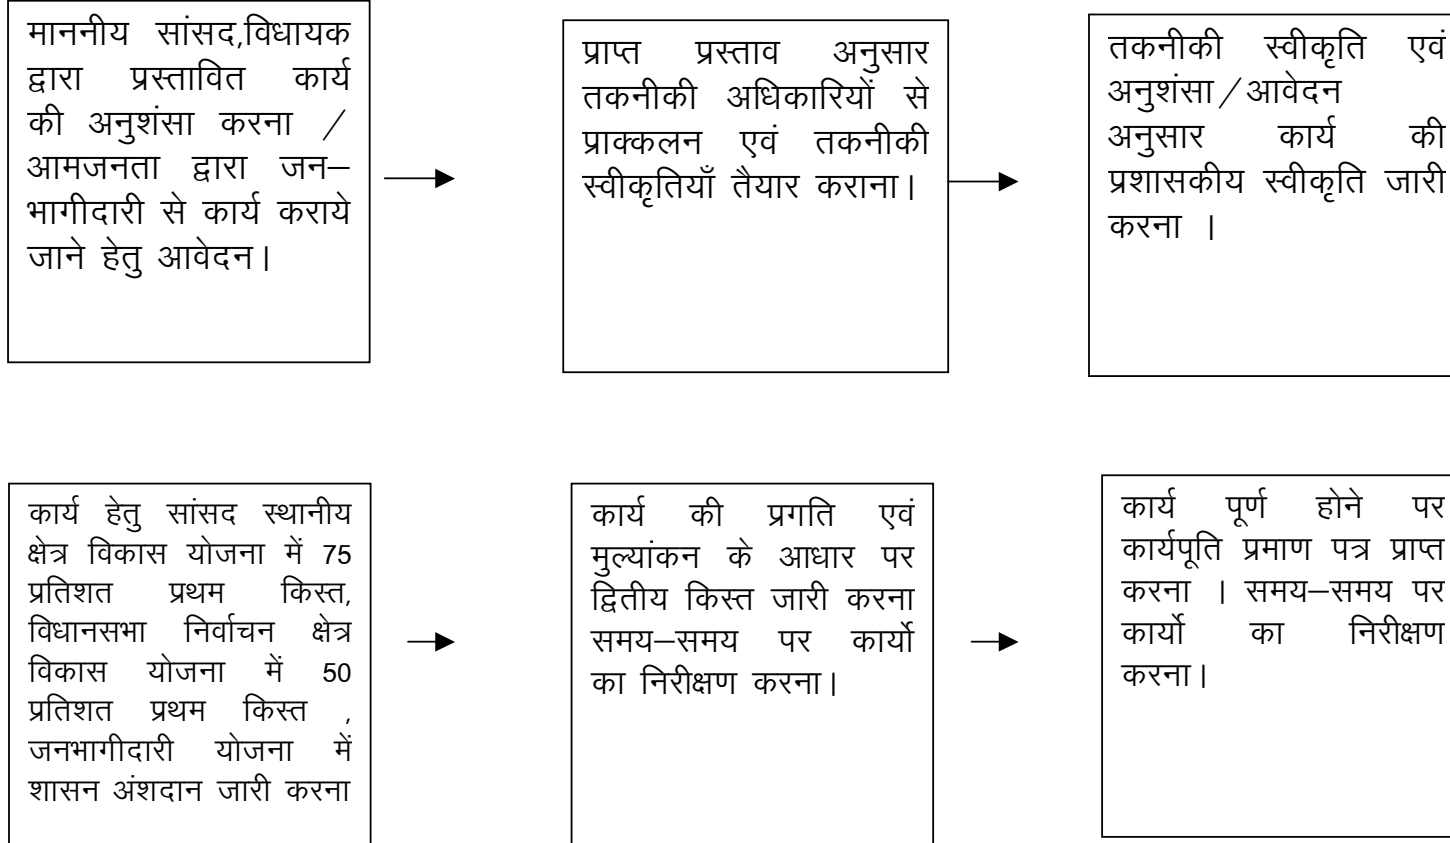 माननीय सांसद,विधायक
द्वारा प्रस्तावित कार्य
की अनुशंसा करना /
आमजनता द्वारा जन–
भागीदारी से कार्य कराये
जाने हेतु आवेदन।
प्राप्त प्रस्ताव अनुसार
तकनीकी अधिकारियों से
प्राक्कलन एवं तकनीकी
स्वीकृतियाँ तैयार कराना।
तकनीकी स्वीकृति एवं
अनुशंसा/आवेदन
अनुसार कार्य की
प्रशासकीय स्वीकृति जारी
करना ।
कार्य हेतु सांसद स्थानीय
क्षेत्र विकास योजना में 75
प्रतिशत प्रथम किस्त,
विधानसभा निर्वाचन क्षेत्र
विकास योजना में 50
प्रतिशत प्रथम किस्त ,
जनभागीदारी योजना में
शासन अंशदान जारी करना
कार्य की प्रगति एवं
मुल्यांकन के आधार पर
द्वितीय किस्त जारी करना
समय–समय पर कार्यो
का निरीक्षण करना।
कार्य पूर्ण होने पर
कार्यपूति प्रमाण पत्र प्राप्त
करना । समय–समय पर
कार्यो का निरीक्षण
करना।